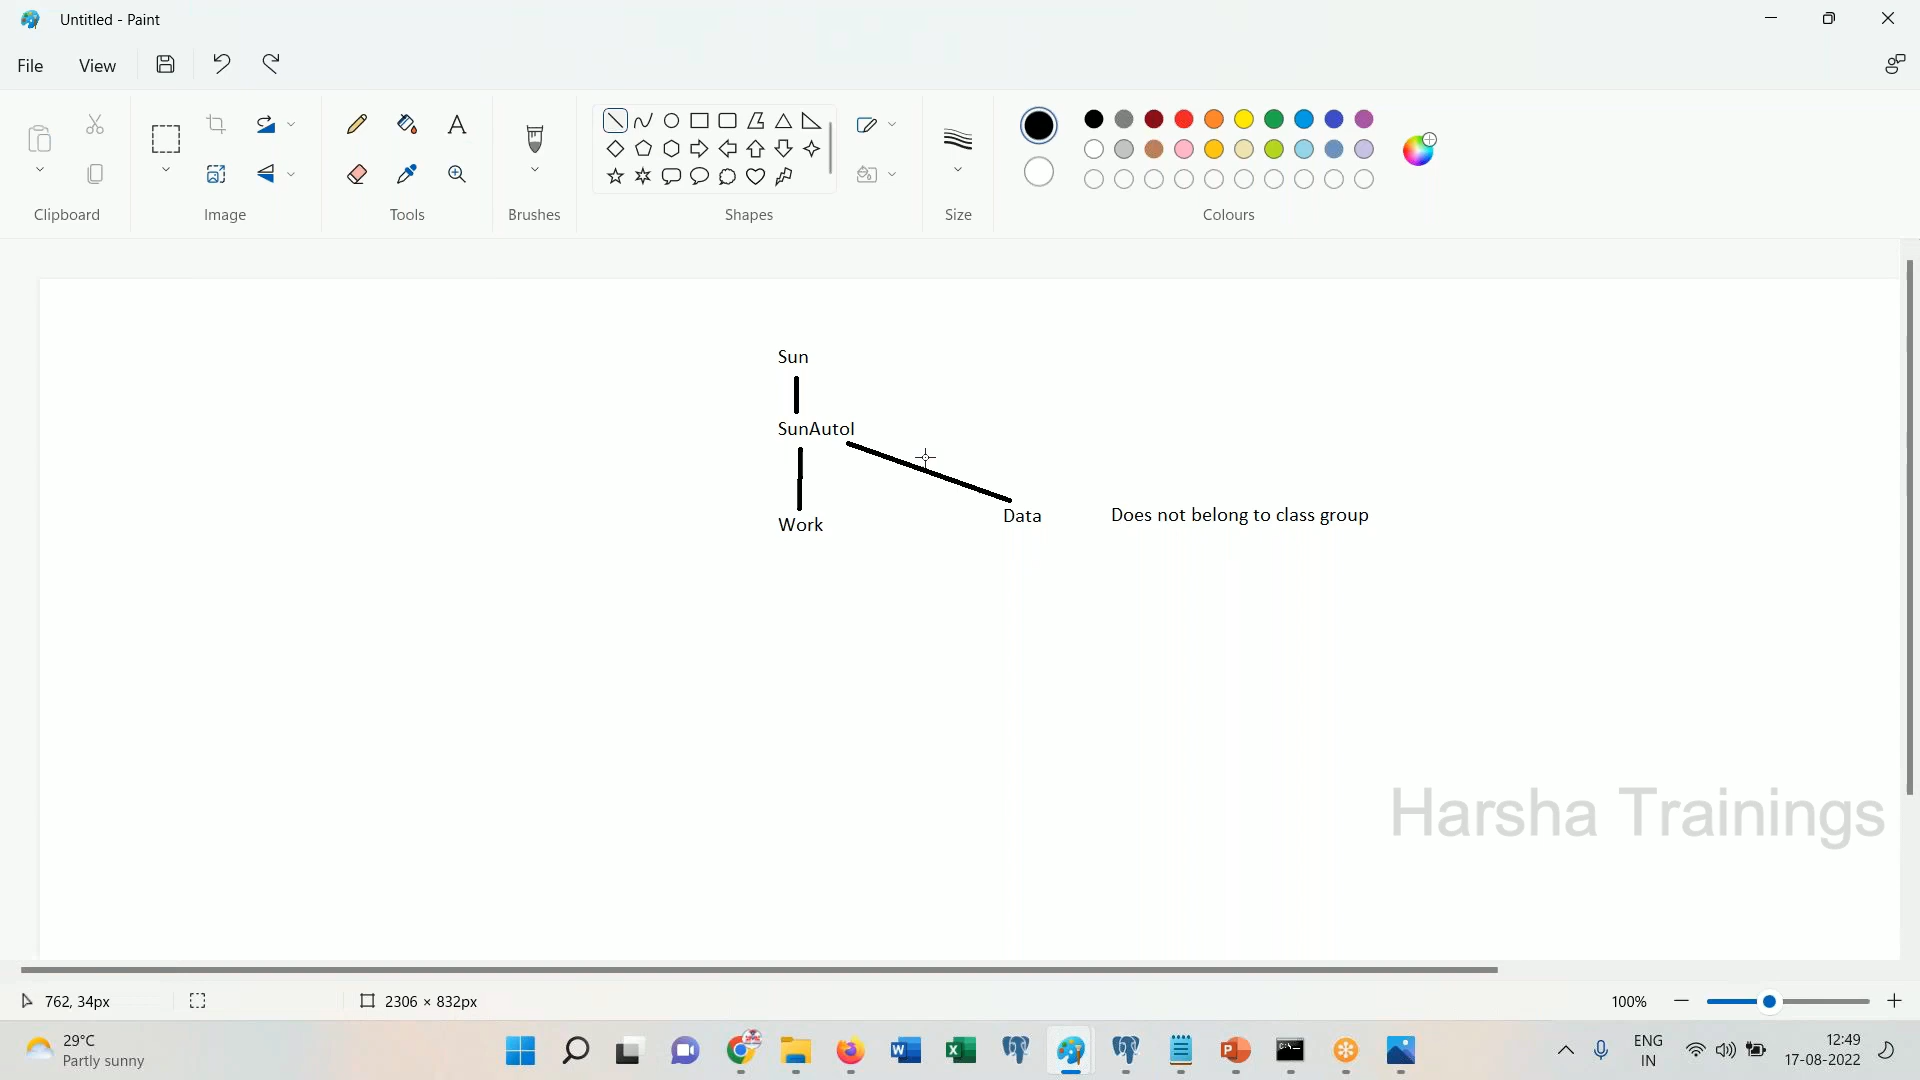 Untitled - Paint
File View
Clipboard Image Tools Brushes Shapes Size Colours
Sun
SunAutoI
Work
Data Does not belong to class group
Harsha Trainings
762, 34px 2306 × 832px 100%
29°C
Partly sunny
ENG
IN
12:49
17-08-2022